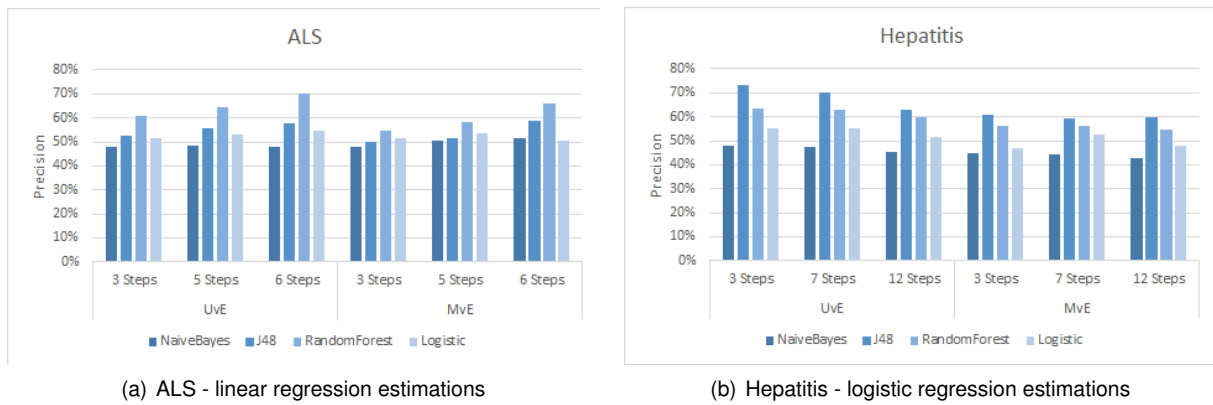 ALS
80%
70%
60%
50%
40%
30%
20%
10%
0%
Precision
3 Steps 5 Steps 6 Steps 3 Steps 5 Steps 6 Steps
UvE MvE
NaiveBayes J48 RandomForest Logistic
(a) ALS - linear regression estimations
Hepatitis
80%
70%
60%
50%
40%
30%
20%
10%
0%
Precision
3 Steps 7 Steps 12 Steps 3 Steps 7 Steps 12 Steps
UvE MvE
NaiveBayes J48 RandomForest Logistic
(b) Hepatitis - logistic regression estimations